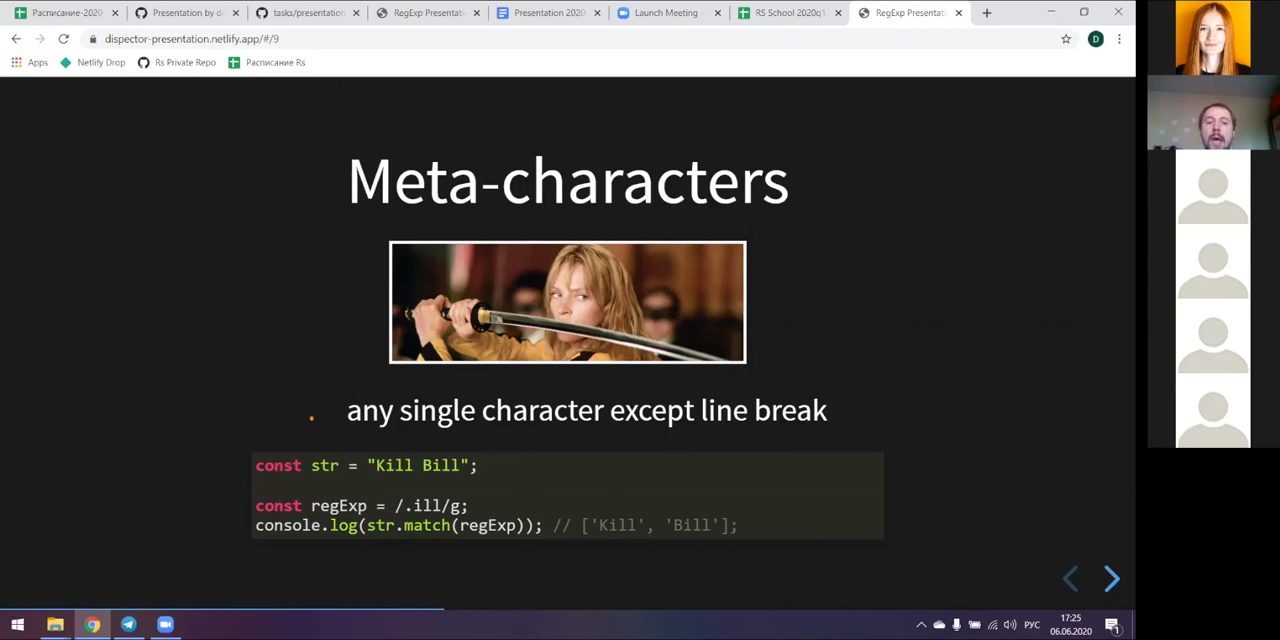 Расписание-2020
Presentation by d
tasks/presentation
RegExp Presentati
Presentation 2020
Launch Meeting -
RS School 2020q1
RegExp Presentati
dispector-presentation.netlify.app/#/9
D
Apps
Netlify Drop
Rs Private Repo
Расписание Rs
Meta-characters
. any single character except line break
const str = "Kill Bill";
const regExp = /.ill/g;
console.log(str.match(regExp)); // ['Kill', 'Bill'];
РУС
17:25
06.06.2020
1